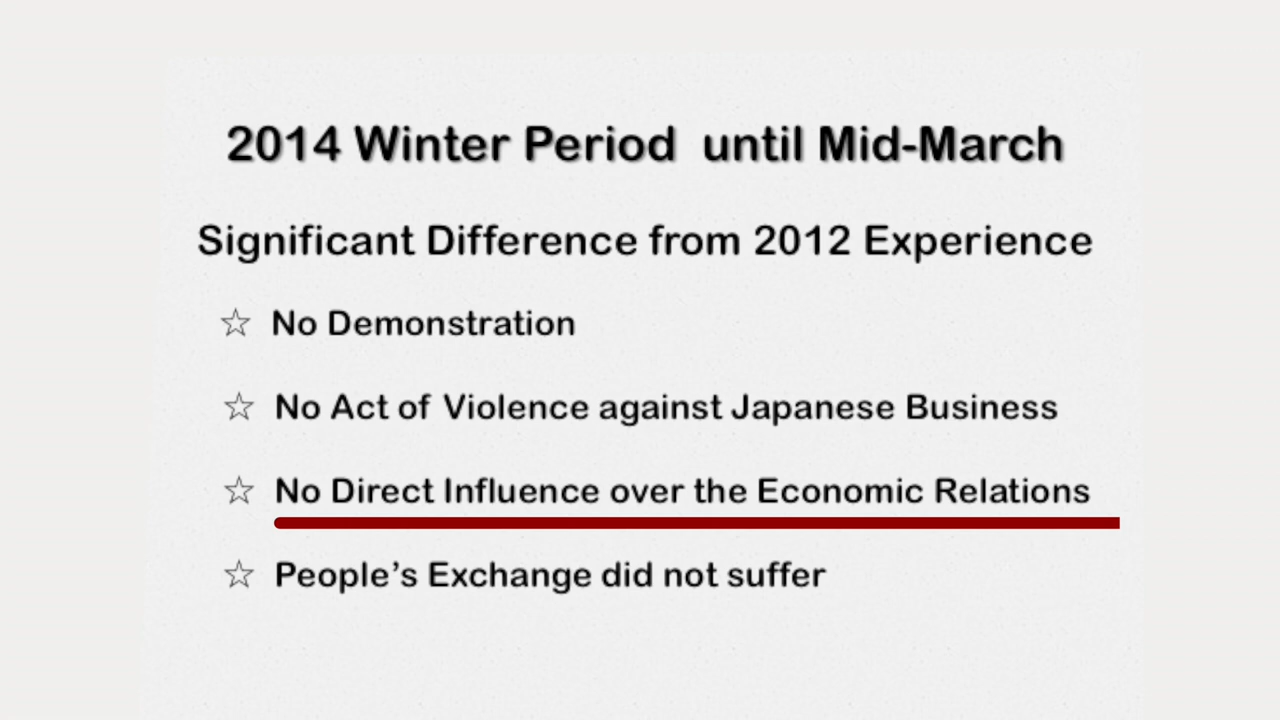 2014 Winter Period until Mid-March
Significant Difference from 2012 Experience
☆ No Demonstration
☆ No Act of Violence against Japanese Business
☆ No Direct Influence over the Economic Relations
☆ People’s Exchange did not suffer